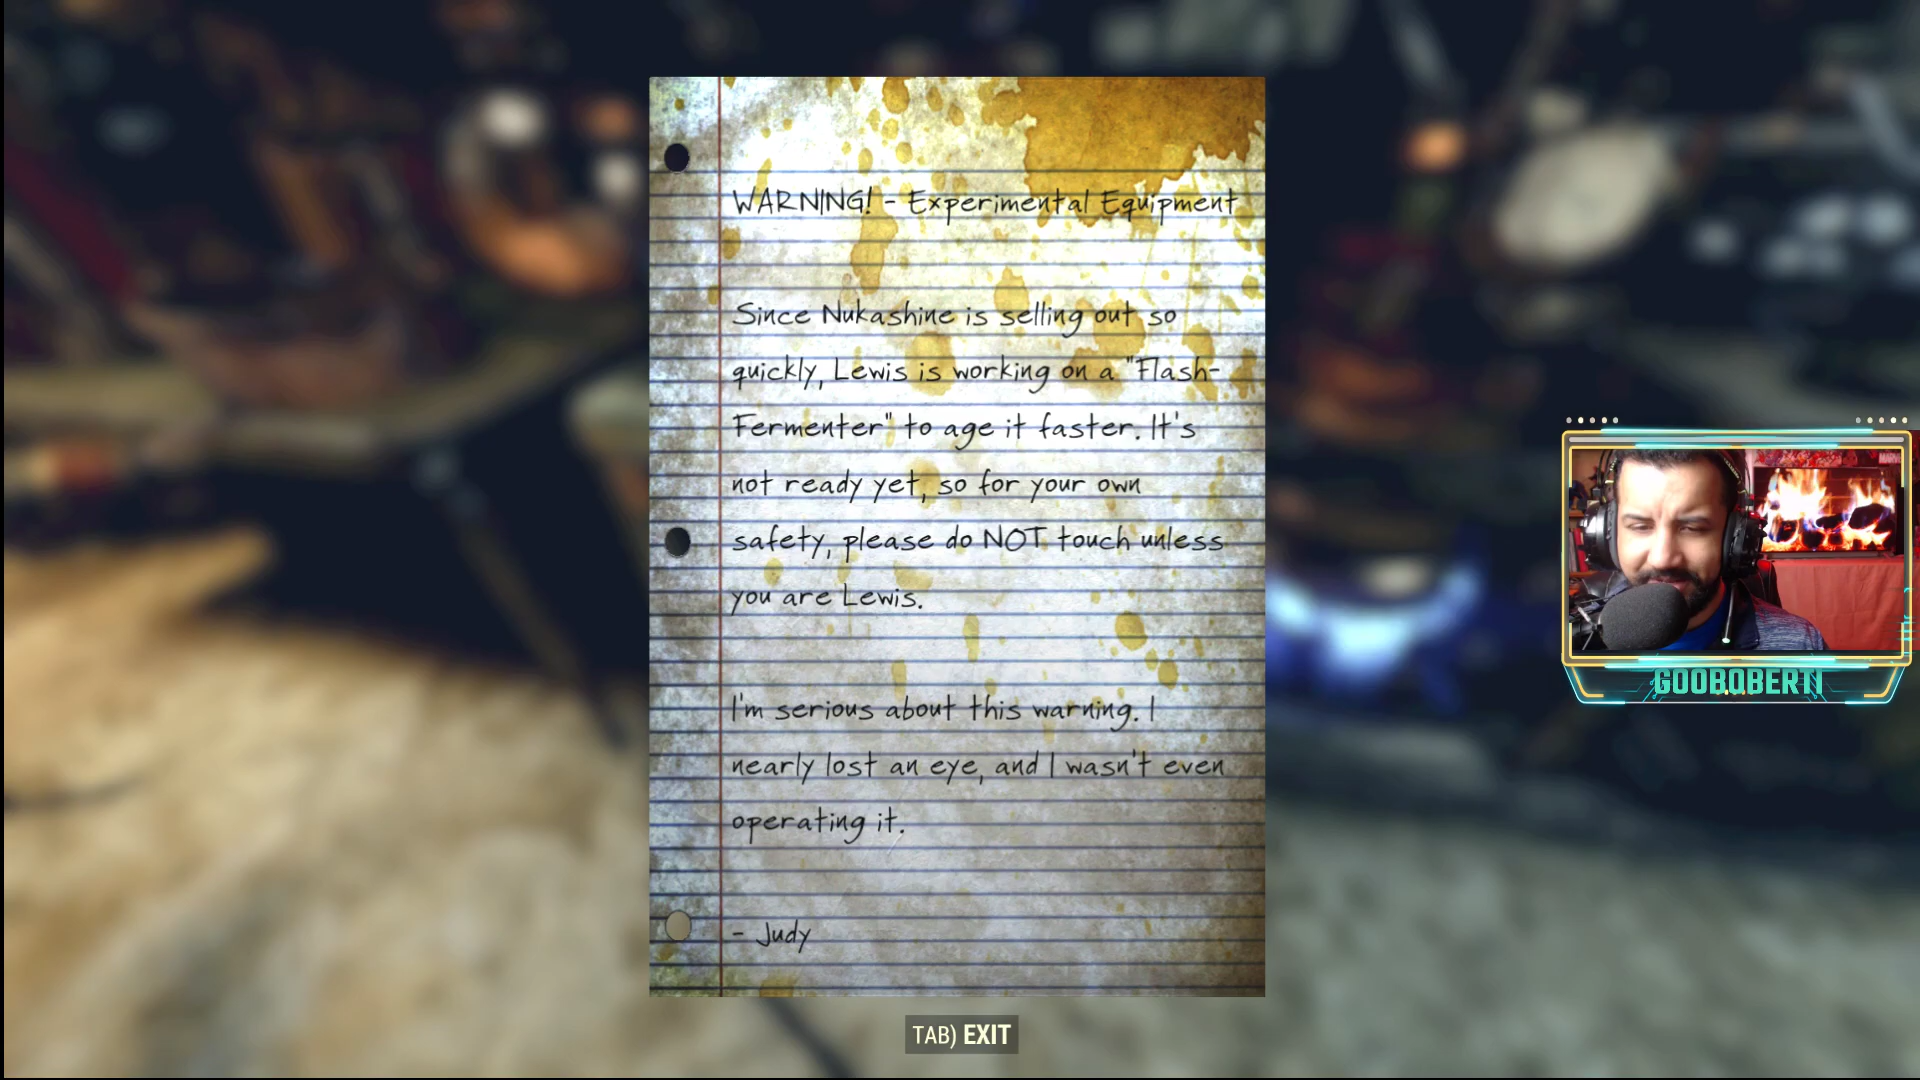 WARNING! - Experimental Equipment
Since Nukashine is selling out so
quickly, Lewis is working on a "Flash-
Fermenter" to age it faster. It's
not ready yet, so for your own
safety, please do NOT touch unless
you are Lewis.
I'm serious about this warning. I
nearly lost an eye, and I wasn't even
operating it.
- Judy
GOOBOBERTI
TAB) EXIT